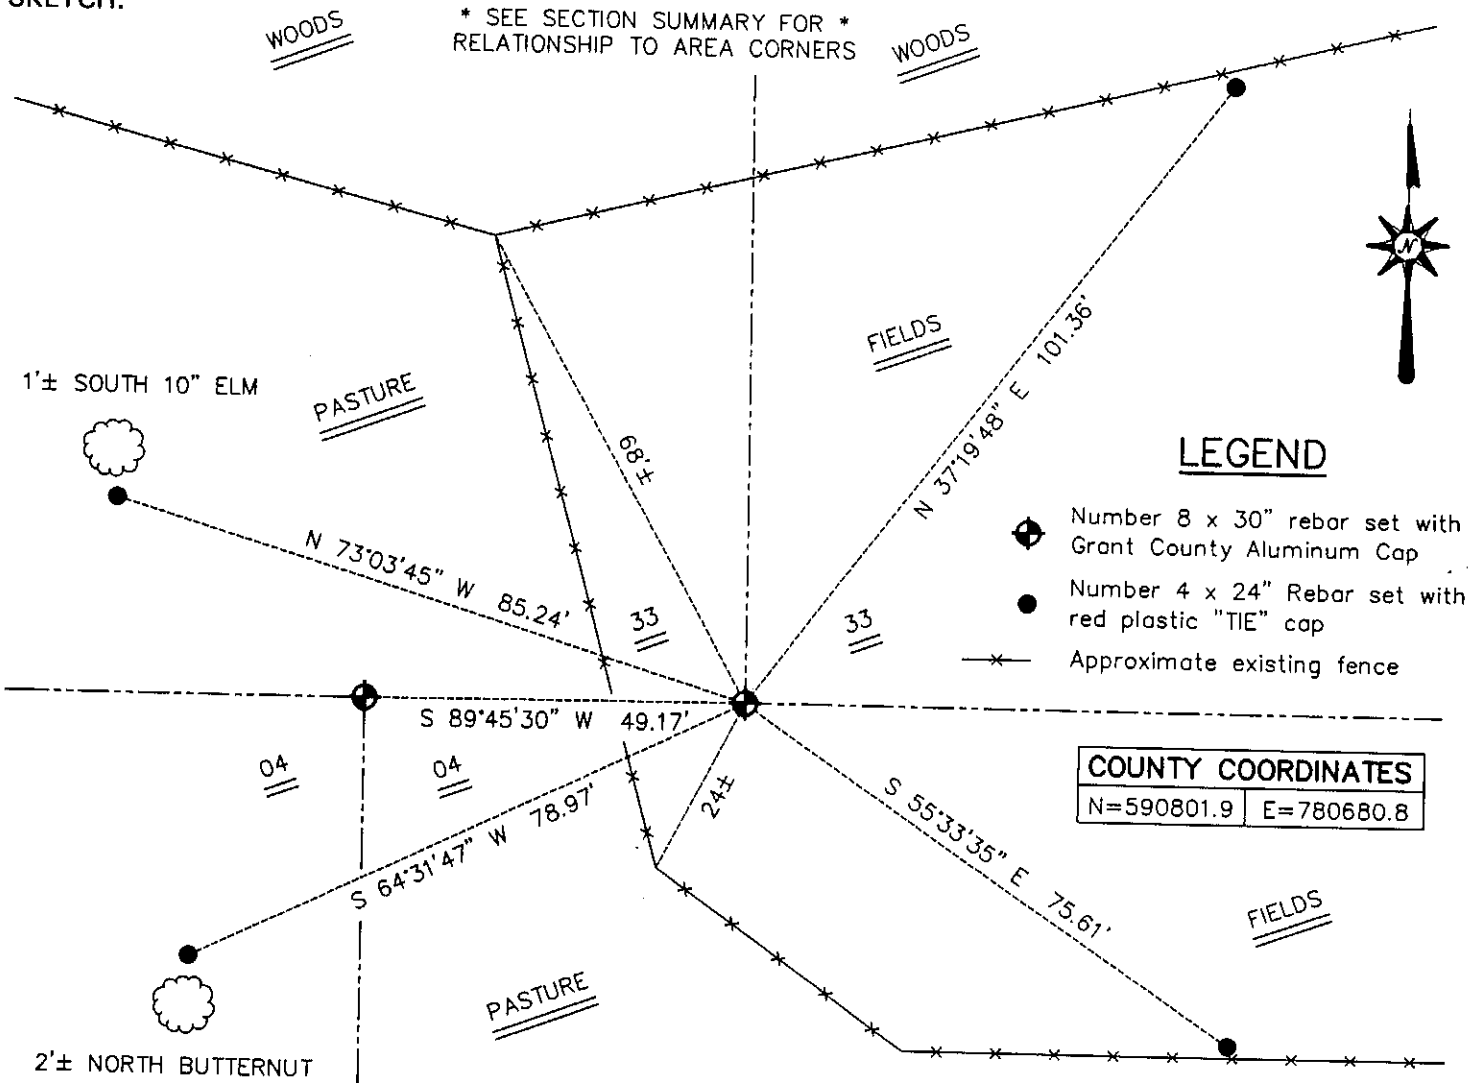 SKETCH:
* SEE SECTION SUMMARY FOR *
RELATIONSHIP TO AREA CORNERS
WOODS
WOODS
FIELDS
N 37°19'48" E 101.36'
1'± SOUTH 10" ELM
PASTURE
68'±
N
LEGEND
Number 8 x 30" rebar set with
Grant County Aluminum Cap
Number 4 x 24" Rebar set with
red plastic "TIE" cap
Approximate existing fence
N 73°03'45" W 85.24'
33
33
S 89°45'30" W 49.17'
04
04
24±
S 64°31'47" W 78.97'
S 55°33'35" E 75.61'
COUNTY COORDINATES
N=590801.9 E=780680.8
FIELDS
PASTURE
2'± NORTH BUTTERNUT